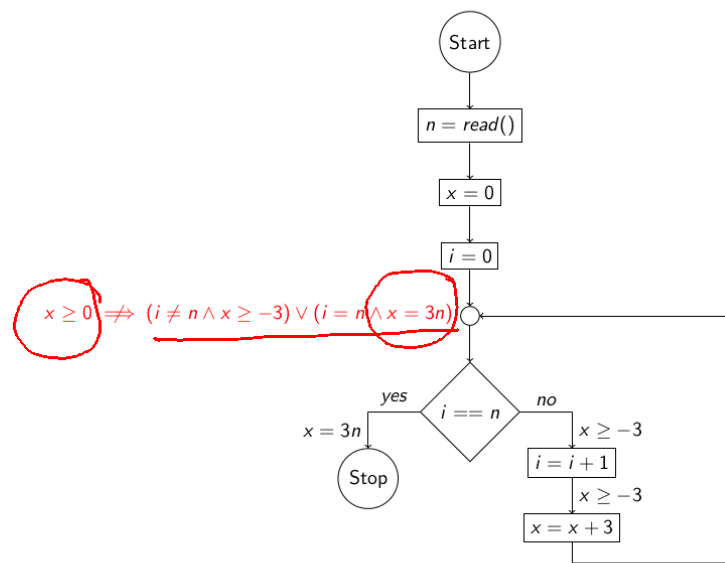 Start
n = read()
x = 0
i = 0
x ≥ 0 ⇏ (i ≠ n ∧ x ≥ −3) ∨ (i = n ∧ x = 3n)
yes
i == n
no
x = 3n
x ≥ −3
Stop
i = i + 1
x ≥ −3
x = x + 3